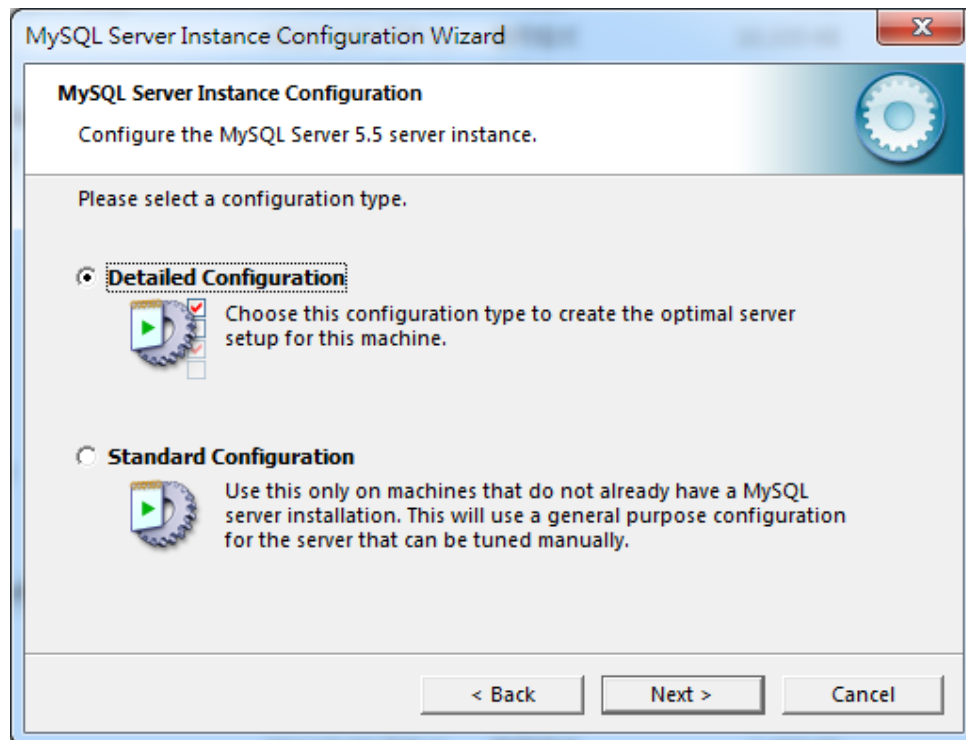 MySQL Server Instance Configuration Wizard
MySQL Server Instance Configuration
Configure the MySQL Server 5.5 server instance.
Please select a configuration type.
Detailed Configuration
Choose this configuration type to create the optimal server
setup for this machine.
Standard Configuration
Use this only on machines that do not already have a MySQL
server installation. This will use a general purpose configuration
for the server that can be tuned manually.
< Back
Next >
Cancel